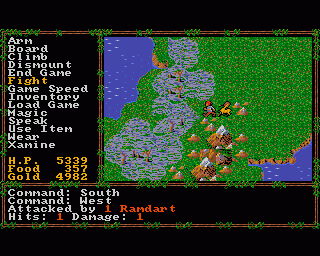 Arm
Board
Climb
Dismount
End Game
Fight
Game Speed
Inventory
Load Game
Magic
Speak
Use Item
Wear
Xamine
H.P. 5339
Food 357
Gold 4982
Command: South
Command: West
Attacked by 1 Ramdart
Hits: 1 Damage: 1